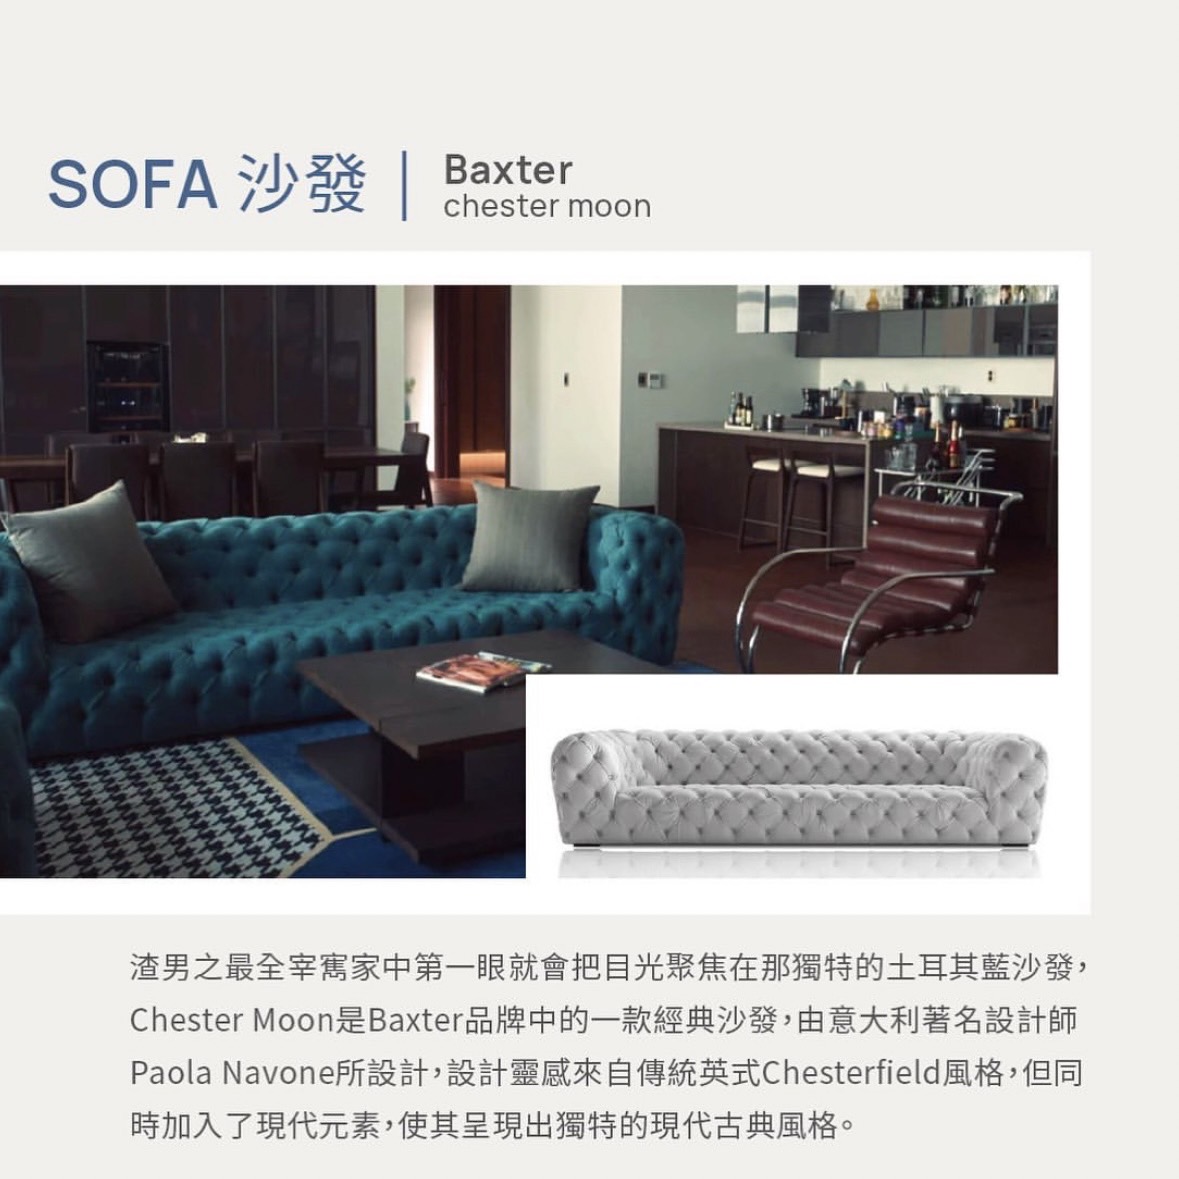 SOFA 沙發
Baxter
chester moon
渣男之最全宰寯家中第一眼就會把目光聚焦在那獨特的土耳其藍沙發，
Chester Moon是Baxter品牌中的一款經典沙發，由意大利著名設計師
Paola Navone所設計，設計靈感來自傳統英式Chesterfield風格，但同
時加入了現代元素，使其呈現出獨特的現代古典風格。